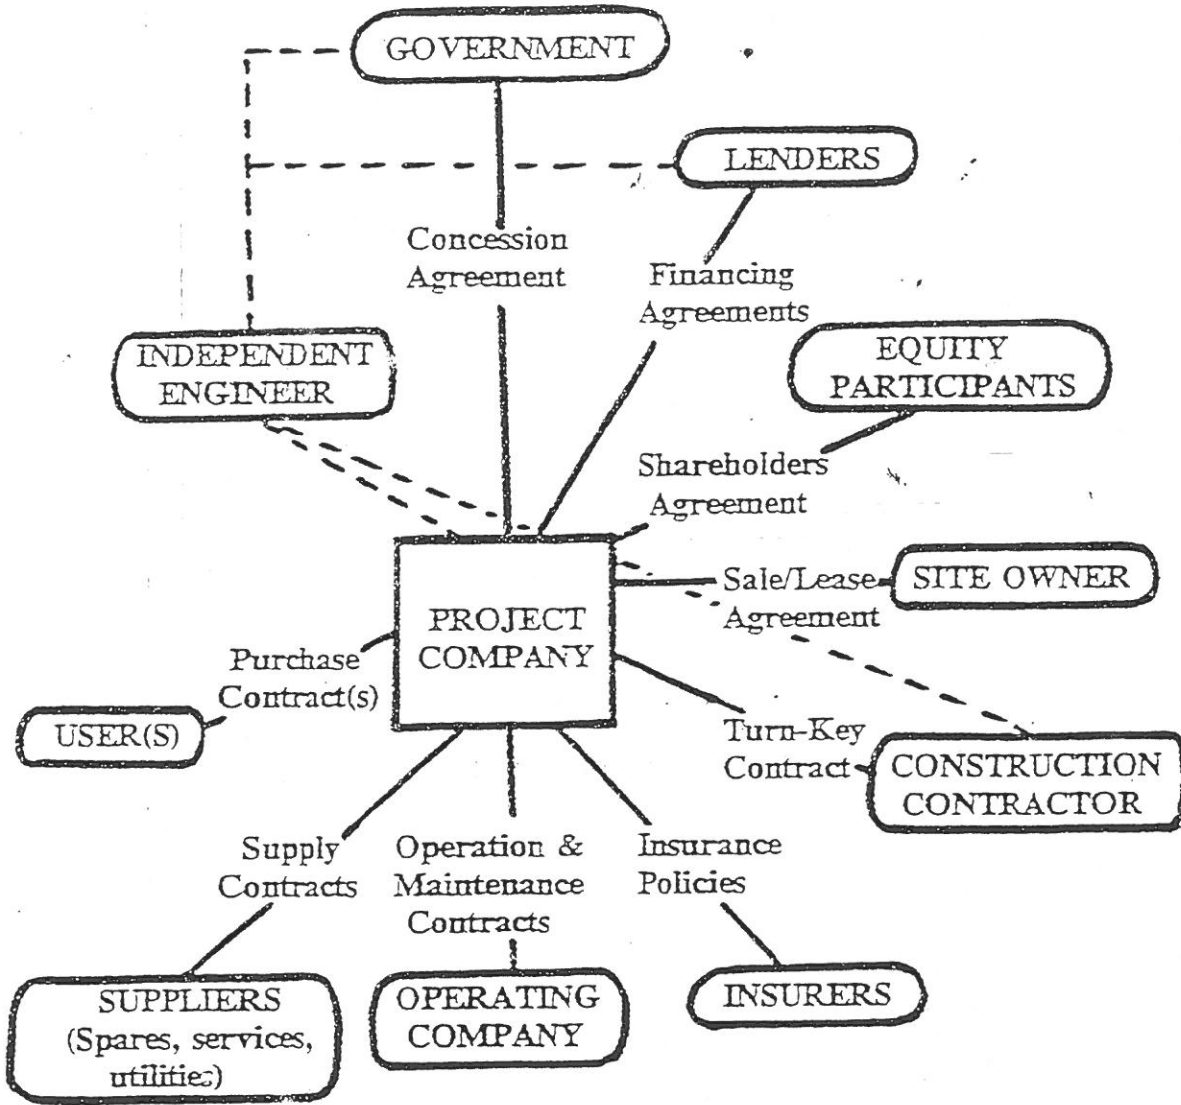 GOVERNMENT
LENDERS
Concession
Agreement
Financing
Agreements
INDEPENDENT
ENGINEER
EQUITY
PARTICIPANTS
Shareholders
Agreement
Sale/Lease
Agreement
SITE OWNER
PROJECT
COMPANY
Purchase
Contract(s)
USER(S)
Turn-Key
Contract
CONSTRUCTION
CONTRACTOR
Supply
Contracts
Operation &
Maintenance
Contracts
Insurance
Policies
SUPPLIERS
(Spares, services,
utilities)
OPERATING
COMPANY
INSURERS